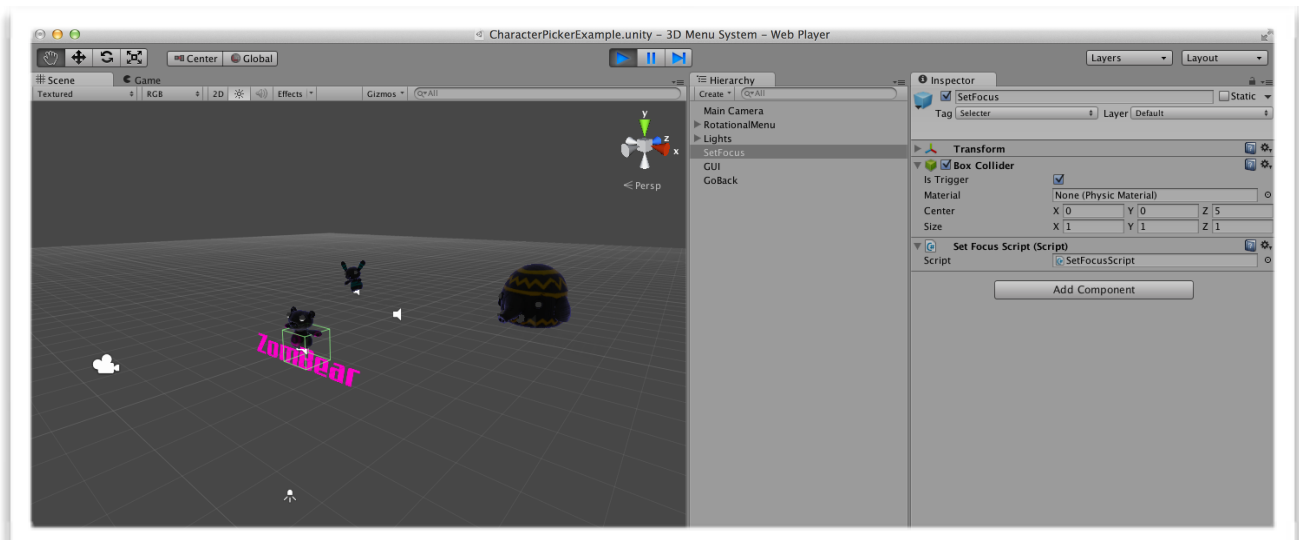 CharacterPickerExample.unity – 3D Menu System – Web Player
Center Global
Layers Layout
Scene Game
Textured RGB 2D Effects Gizmos All
y
z
x
Persp
ZomBear
Hierarchy
Create All
Main Camera
RotationalMenu
Lights
SetFocus
GUI
GoBack
Inspector
SetFocus Static
Tag Selecter Layer Default
Transform
Box Collider
Is Trigger
Material None (Physic Material)
Center X 0 Y 0 Z 5
Size X 1 Y 1 Z 1
Set Focus Script (Script)
Script SetFocusScript
Add Component